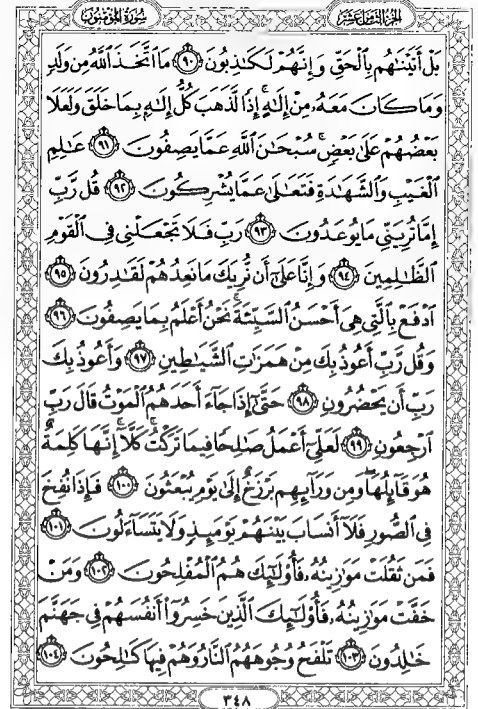 الجزء الثامن عشر
سورة المؤمنون
بَلْ أَتَيْنَٰهُم بِٱلْحَقِّ وَإِنَّهُمْ لَكَٰذِبُونَ ﴿٩٠﴾ مَا ٱتَّخَذَ ٱللَّهُ مِن وَلَدٍ
وَمَا كَانَ مَعَهُۥ مِنْ إِلَٰهٍ ۚ إِذًا لَّذَهَبَ كُلُّ إِلَٰهٍۭ بِمَا خَلَقَ وَلَعَلَا
بَعْضُهُمْ عَلَىٰ بَعْضٍ ۚ سُبْحَٰنَ ٱللَّهِ عَمَّا يَصِفُونَ ﴿٩١﴾ عَٰلِمِ
ٱلْغَيْبِ وَٱلشَّهَٰدَةِ فَتَعَٰلَىٰ عَمَّا يُشْرِكُونَ ﴿٩٢﴾ قُل رَّبِّ
إِمَّا تُرِيَنِّى مَا يُوعَدُونَ ﴿٩٣﴾ رَبِّ فَلَا تَجْعَلْنِى فِى ٱلْقَوْمِ
ٱلظَّٰلِمِينَ ﴿٩٤﴾ وَإِنَّا عَلَىٰٓ أَن نُّرِيَكَ مَا نَعِدُهُمْ لَقَٰدِرُونَ ﴿٩٥﴾
ٱدْفَعْ بِٱلَّتِى هِىَ أَحْسَنُ ٱلسَّيِّئَةَ ۚ نَحْنُ أَعْلَمُ بِمَا يَصِفُونَ ﴿٩٦﴾
وَقُل رَّبِّ أَعُوذُ بِكَ مِنْ هَمَزَٰتِ ٱلشَّيَٰطِينِ ﴿٩٧﴾ وَأَعُوذُ بِكَ
رَبِّ أَن يَحْضُرُونِ ﴿٩٨﴾ حَتَّىٰٓ إِذَا جَآءَ أَحَدَهُمُ ٱلْمَوْتُ قَالَ رَبِّ
ٱرْجِعُونِ ﴿٩٩﴾ لَعَلِّىٓ أَعْمَلُ صَٰلِحًا فِيمَا تَرَكْتُ ۚ كَلَّآ ۚ إِنَّهَا كَلِمَةٌ
هُوَ قَآئِلُهَا ۖ وَمِن وَرَآئِهِم بَرْزَخٌ إِلَىٰ يَوْمِ يُبْعَثُونَ ﴿١٠٠﴾ فَإِذَا نُفِخَ
فِى ٱلصُّورِ فَلَآ أَنسَابَ بَيْنَهُمْ يَوْمَئِذٍ وَلَا يَتَسَآءَلُونَ ﴿١٠١﴾
فَمَن ثَقُلَتْ مَوَٰزِينُهُۥ فَأُو۟لَٰٓئِكَ هُمُ ٱلْمُفْلِحُونَ ﴿١٠٢﴾ وَمَنْ
خَفَّتْ مَوَٰزِينُهُۥ فَأُو۟لَٰٓئِكَ ٱلَّذِينَ خَسِرُوٓا۟ أَنفُسَهُمْ فِى جَهَنَّمَ
خَٰلِدُونَ ﴿١٠٣﴾ تَلْفَحُ وُجُوهَهُمُ ٱلنَّارُ وَهُمْ فِيهَا كَٰلِحُونَ ﴿١٠٤﴾
٣٤٨